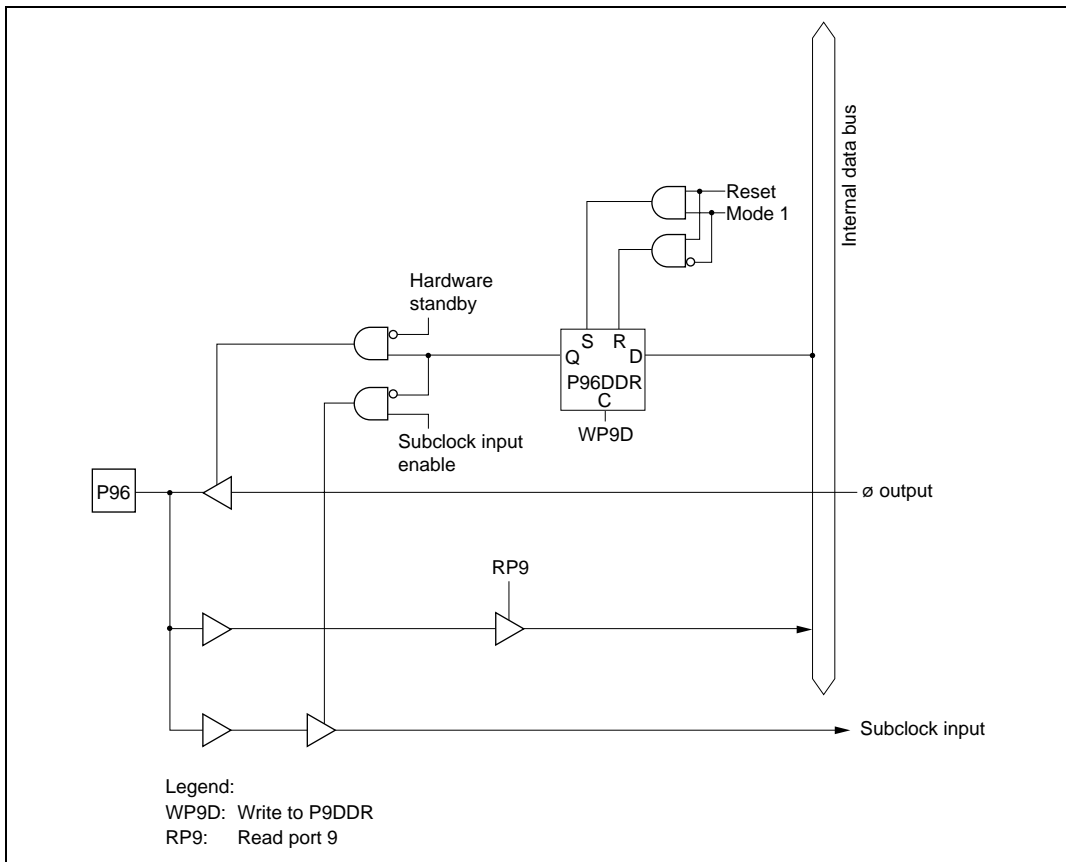 Internal data bus
Reset
Mode 1
Hardware
standby
S R
Q D
P96DDR
C
WP9D
Subclock input
enable
P96
ø output
RP9
Subclock input
Legend:
WP9D: Write to P9DDR
RP9: Read port 9